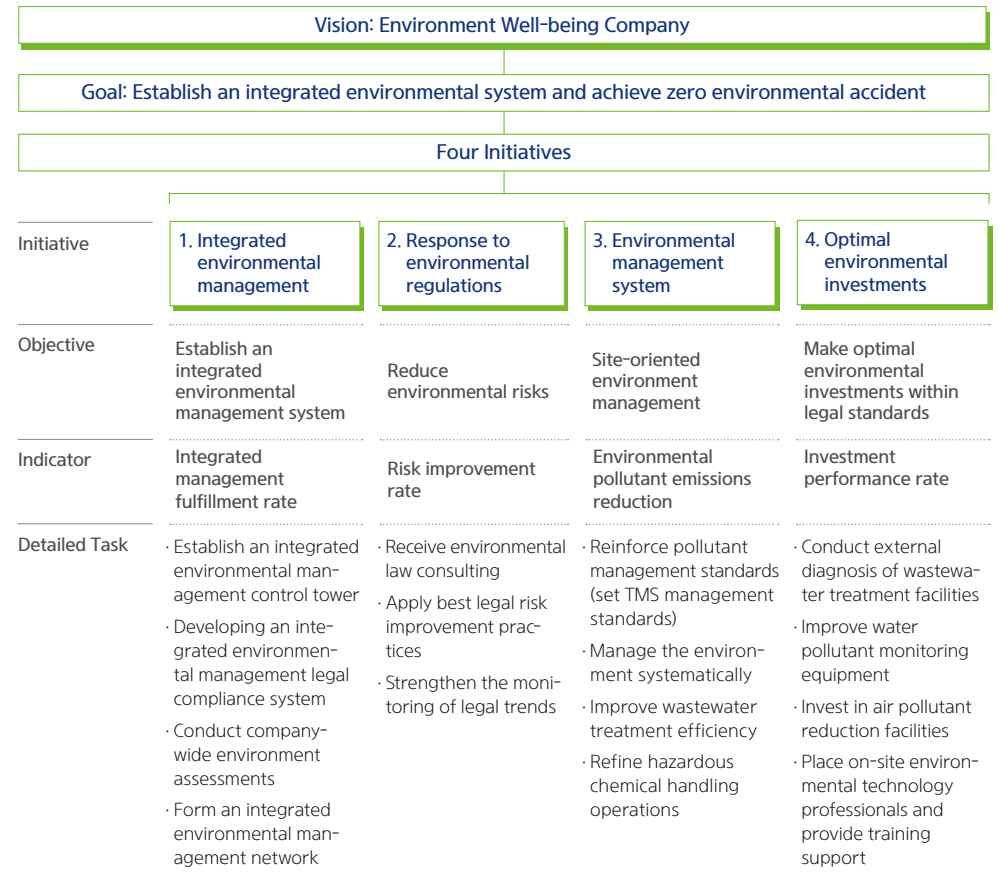 Vision: Environment Well-being Company
Goal: Establish an integrated environmental system and achieve zero environmental accident
Four Initiatives
Initiative
1. Integrated
environmental
management
2. Response to
environmental
regulations
3. Environmental
management
system
4. Optimal
environmental
investments
Objective
Establish an
integrated
environmental
management system
Reduce
environmental risks
Site-oriented
environment
management
Make optimal
environmental
investments within
legal standards
Indicator
Integrated
management
fulfillment rate
Risk improvement
rate
Environmental
pollutant emissions
reduction
Investment
performance rate
Detailed Task
· Establish an integrated
environmental man-
agement control tower
· Developing an inte-
grated environmen-
tal management legal
compliance system
· Conduct company-
wide environment
assessments
· Form an integrated
environmental man-
agement network
· Receive environmental
law consulting
· Apply best legal risk
improvement prac-
tices
· Strengthen the moni-
toring of legal trends
· Reinforce pollutant
management standards
(set TMS management
standards)
· Manage the environ-
ment systematically
· Improve wastewater
treatment efficiency
· Refine hazardous
chemical handling
operations
· Conduct external
diagnosis of wastewa-
ter treatment facilities
· Improve water
pollutant monitoring
equipment
· Invest in air pollutant
reduction facilities
· Place on-site environ-
mental technology
professionals and
provide training
support